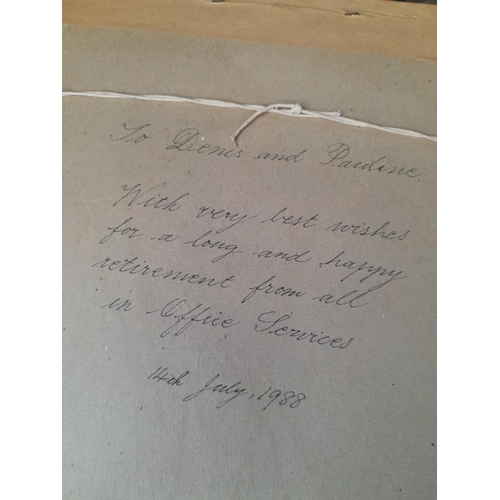 To Denis and Pauline.
With very best wishes
for a long and happy
retirement from all
in Office Services
14th July, 1988